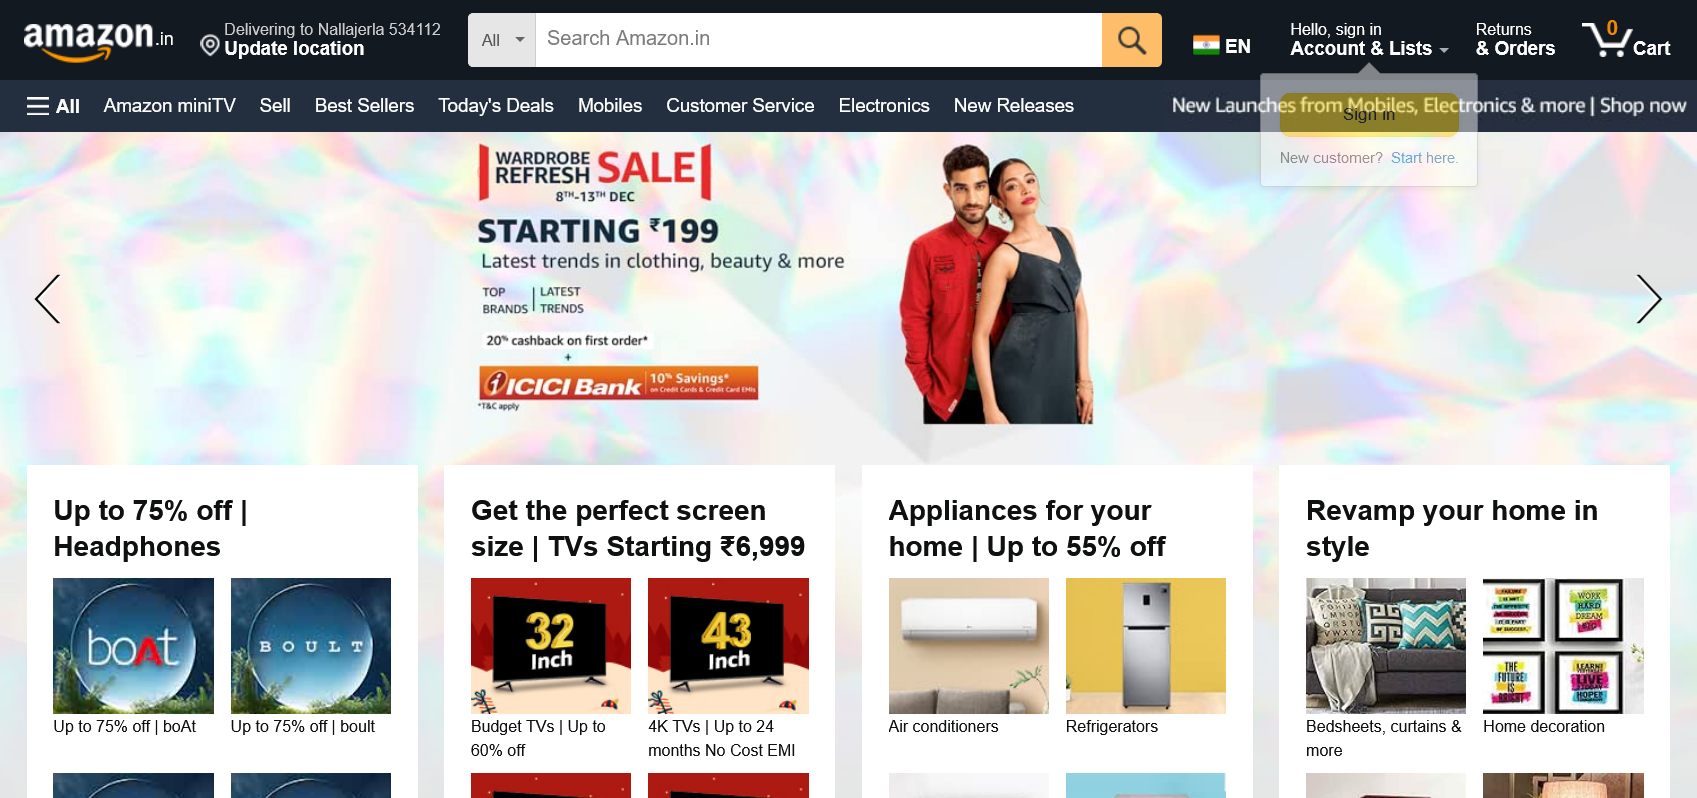 amazon.in
Delivering to Nallajerla 534112
Update location
All
Search Amazon.in
EN
Hello, sign in
Account & Lists
Returns
& Orders
0
Cart
All
Amazon miniTV
Sell
Best Sellers
Today's Deals
Mobiles
Customer Service
Electronics
New Releases
New Launches from Mobiles, Electronics & more | Shop now
Sign in
New customer? Start here.
WARDROBE
REFRESH
SALE
8TH-13TH DEC
STARTING ₹199
Latest trends in clothing, beauty & more
TOP
BRANDS
LATEST
TRENDS
20% cashback on first order*
+
ICICI Bank
10% Savings*
on Credit Cards & Credit Card EMIs
*T&C apply
Up to 75% off |
Headphones
boAt
BOULT
Up to 75% off | boAt
Up to 75% off | boult
Get the perfect screen
size | TVs Starting ₹6,999
32
Inch
43
Inch
Budget TVs | Up to
60% off
4K TVs | Up to 24
months No Cost EMI
Appliances for your
home | Up to 55% off
Air conditioners
Refrigerators
Revamp your home in
style
WORK
HARD
DREAM
BIG
THE
FUTURE
IS
BRIGHT
Bedsheets, curtains &
more
Home decoration